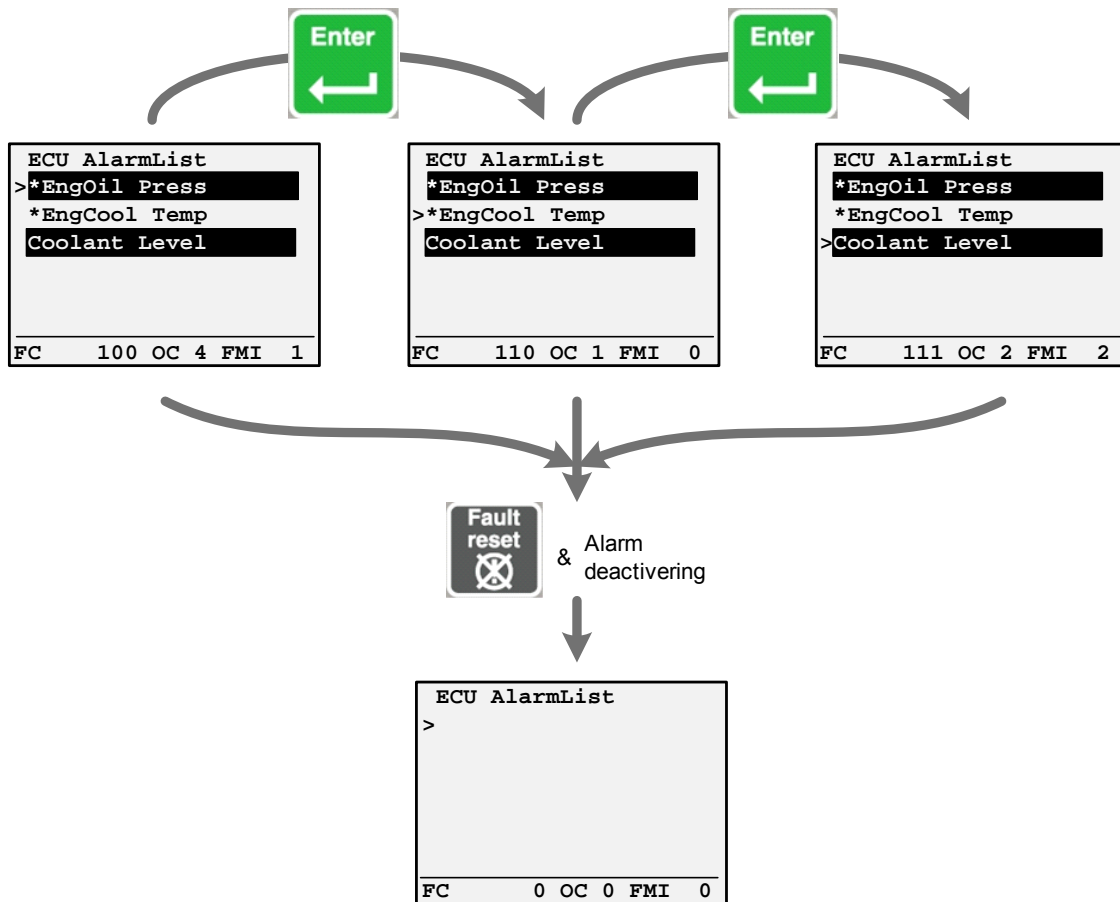 Enter
Enter
ECU AlarmList
>*EngOil Press
*EngCool Temp
Coolant Level
FC 100 OC 4 FMI 1
ECU AlarmList
*EngOil Press
>*EngCool Temp
Coolant Level
FC 110 OC 1 FMI 0
ECU AlarmList
*EngOil Press
*EngCool Temp
>Coolant Level
FC 111 OC 2 FMI 2
Fault
reset
& Alarm
deactivering
ECU AlarmList
>
FC 0 OC 0 FMI 0